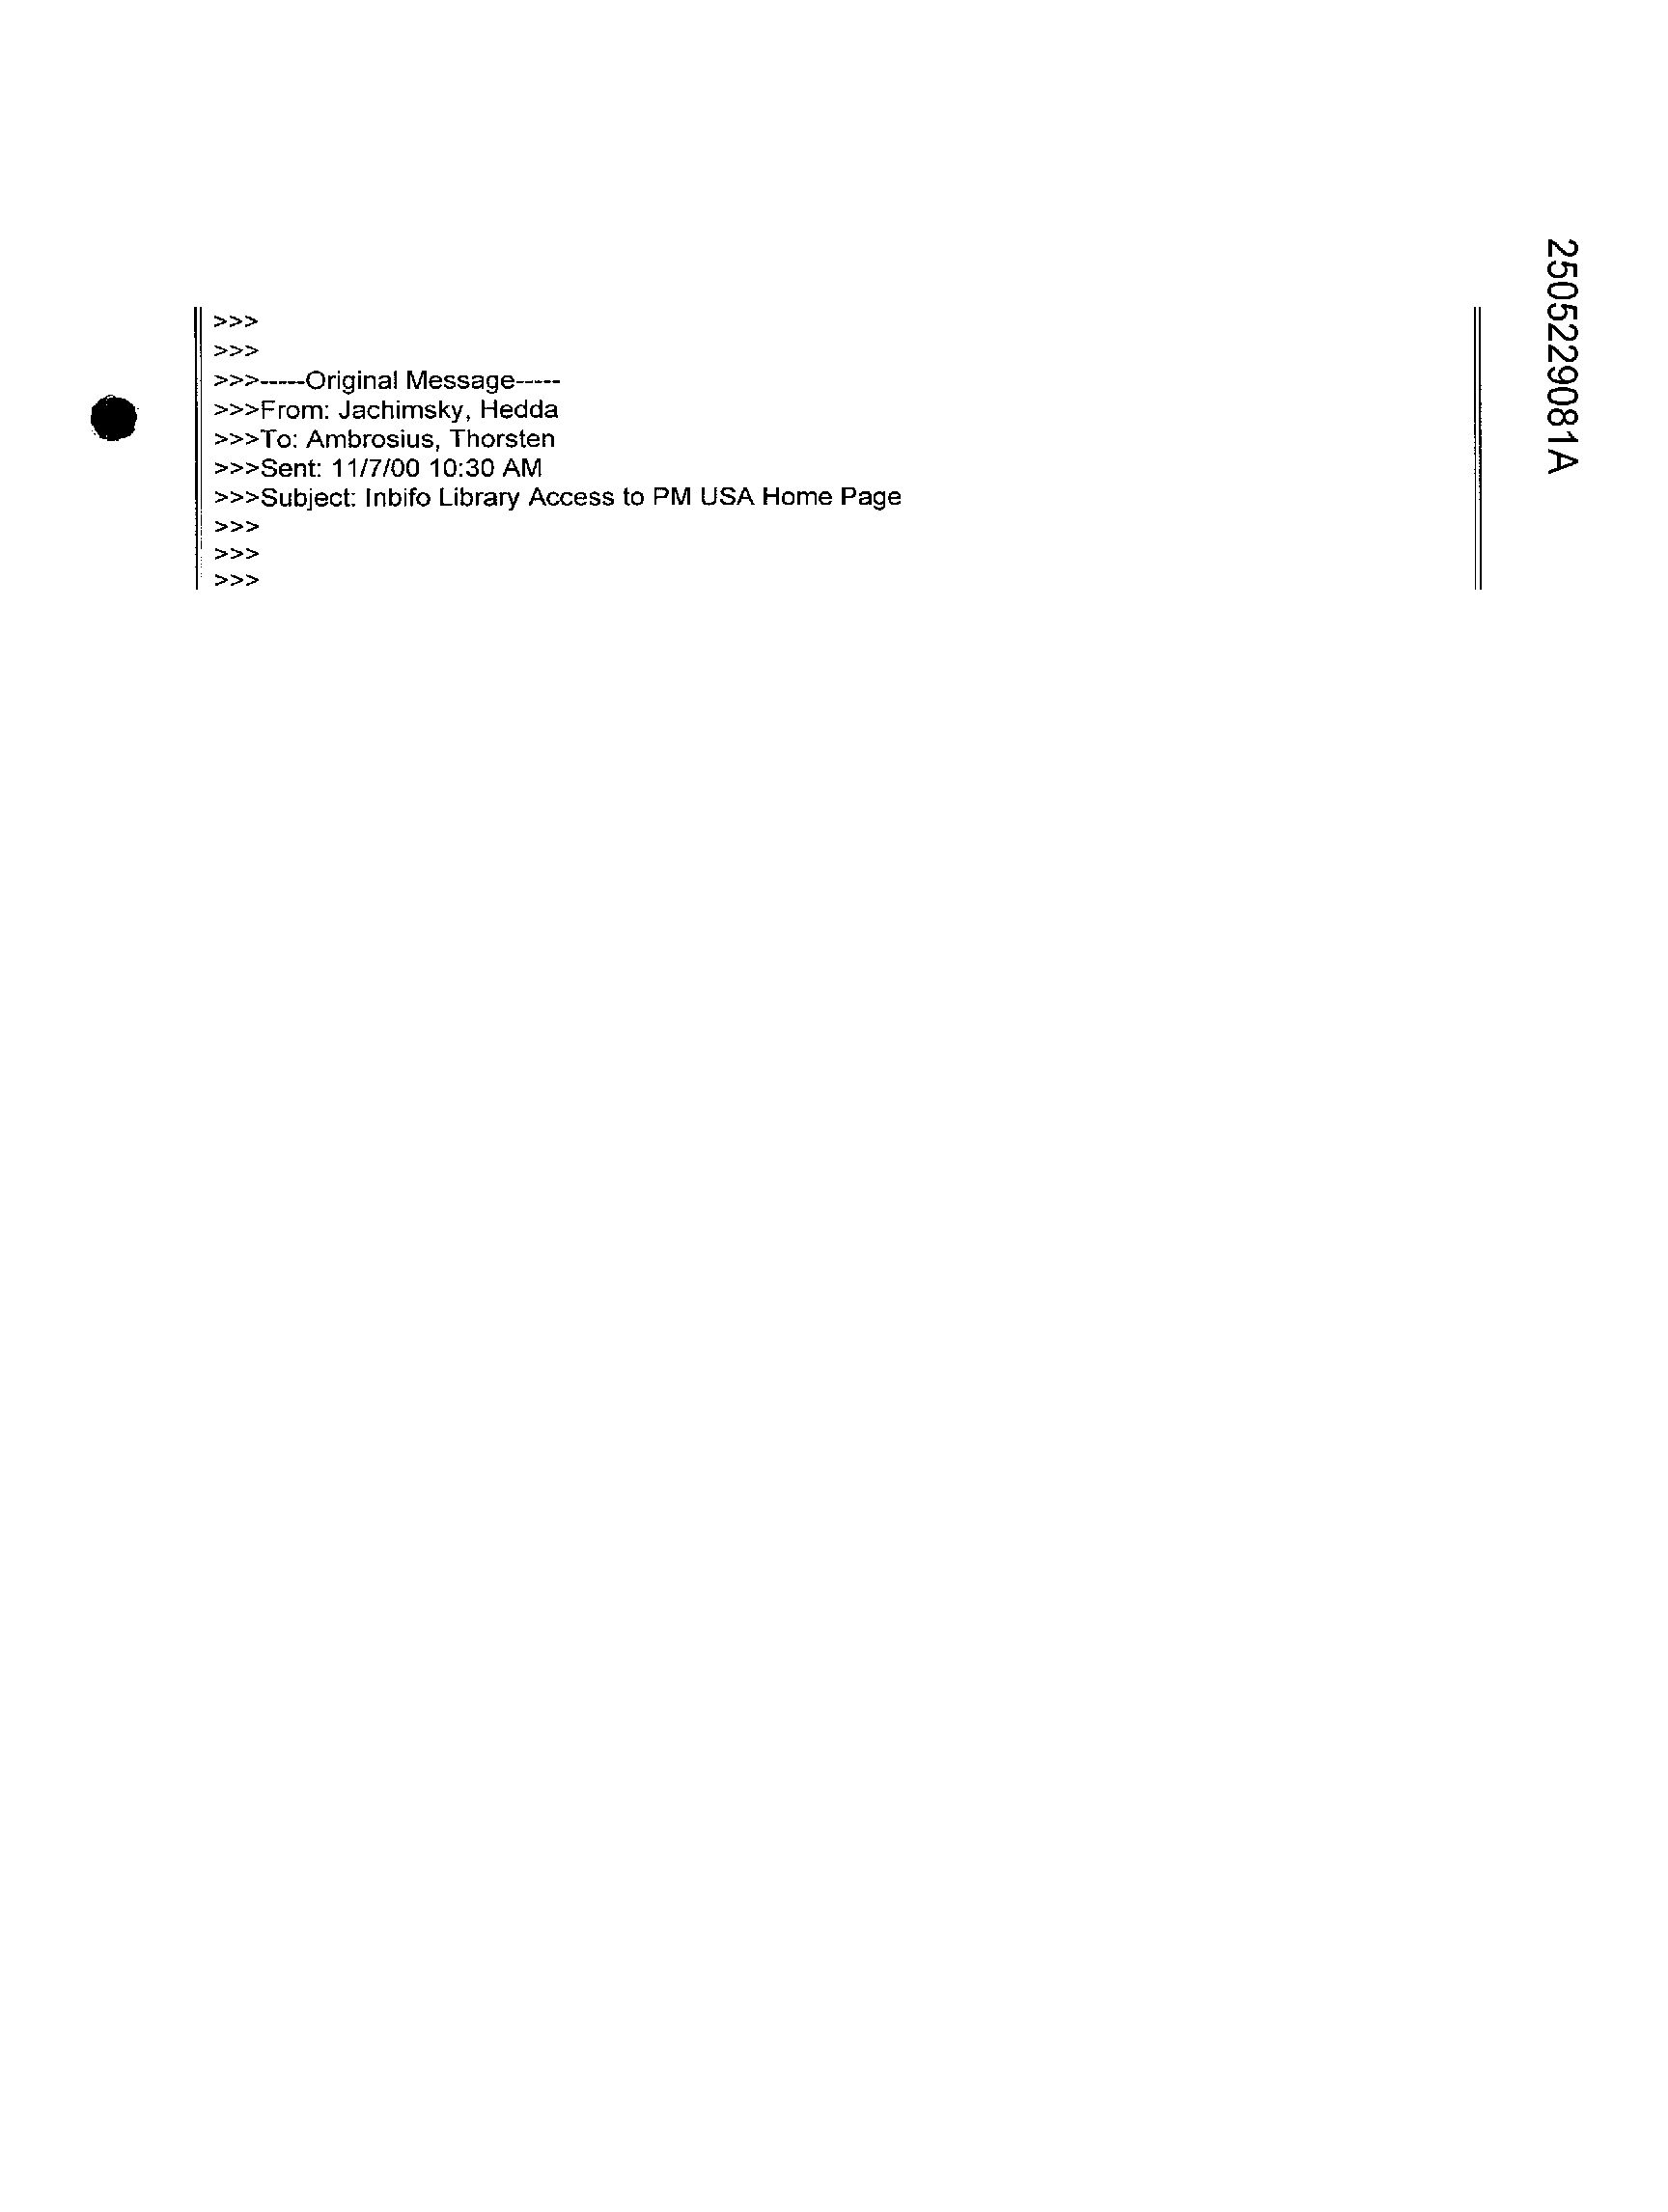 >>>
>>>
>>>-----Original Message-----
>>>From: Jachimsky, Hedda
>>>To: Ambrosius, Thorsten
>>>Sent: 11/7/00 10:30 AM
>>>Subject: Inbifo Library Access to PM USA Home Page
>>>
>>>
>>>
2505229081A